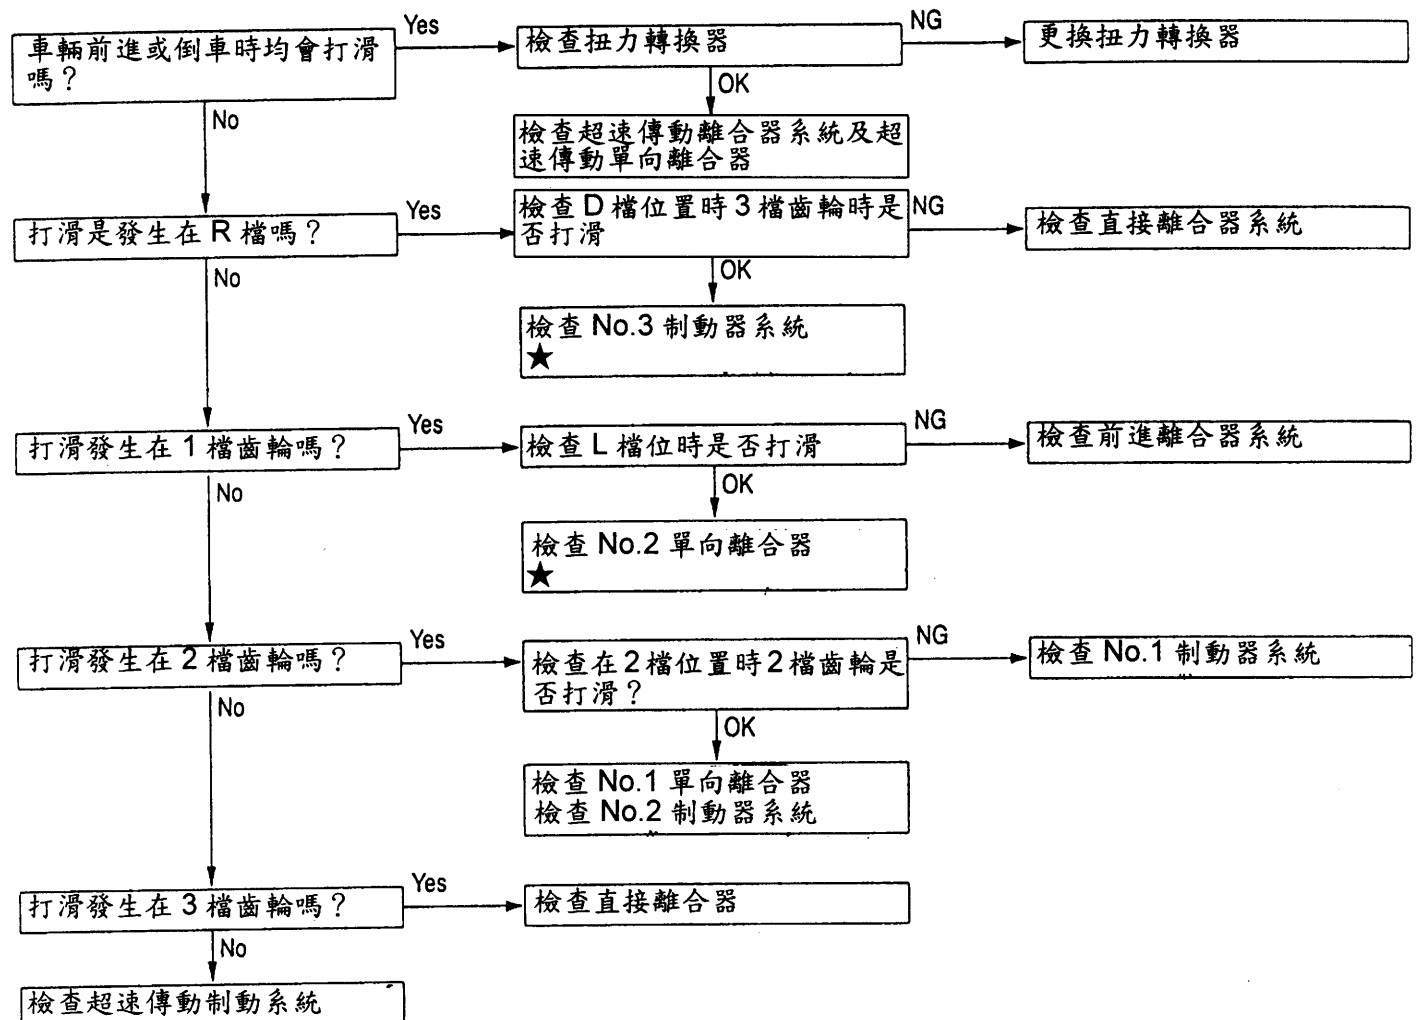 車輛前進或倒車時均會打滑
嗎？
Yes
檢查扭力轉換器
NG
更換扭力轉換器
OK
No
檢查超速傳動離合器系統及超
速傳動單向離合器
打滑是發生在 R 檔嗎？
Yes
檢查 D 檔位置時 3 檔齒輪時是
否打滑
NG
檢查直接離合器系統
OK
No
檢查 No.3 制動器系統
★
打滑發生在 1 檔齒輪嗎？
Yes
檢查 L 檔位時是否打滑
NG
檢查前進離合器系統
OK
No
檢查 No.2 單向離合器
★
打滑發生在 2 檔齒輪嗎？
Yes
檢查在 2 檔位置時 2 檔齒輪是
否打滑？
NG
檢查 No.1 制動器系統
OK
No
檢查 No.1 單向離合器
檢查 No.2 制動器系統
打滑發生在 3 檔齒輪嗎？
Yes
檢查直接離合器
No
檢查超速傳動制動系統